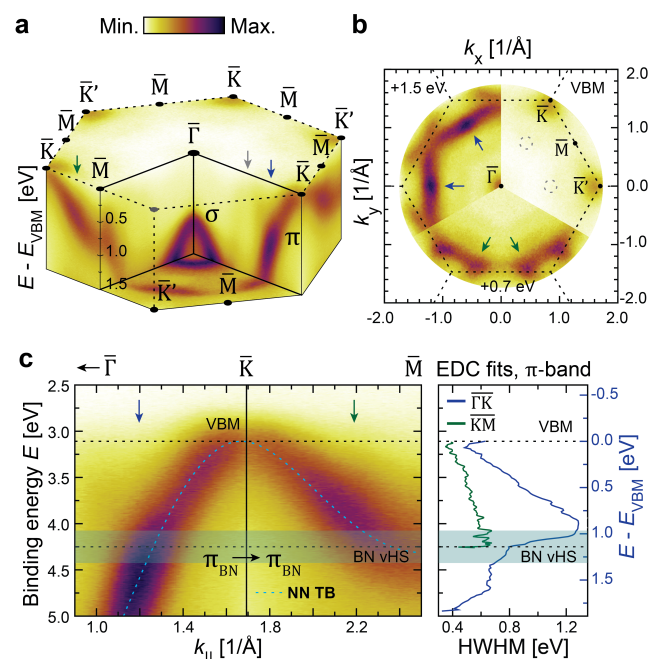 a
Min. Max.
K̅
M̅
M̅
K̅′
M̅
K̅
M̅
Γ̅
K̅′
M̅
K̅
0.5
1.0
1.5
σ
π
K̅′
M̅
E - E_VBM [eV]
b
k_x [1/Å]
-2.0 -1.0 0.0 1.0 2.0
k_y [1/Å]
2.0
1.0
0.0
-1.0
-2.0
+1.5 eV
VBM
K̅
M̅
Γ̅
K̅′
+0.7 eV
c
← Γ̅ K̅ M̅
Binding energy E [eV]
2.5
3.0
3.5
4.0
4.5
5.0
VBM
BN vHS
π_BN → π_BN
NN TB
1.0 1.4 1.8 2.2
k_|| [1/Å]
EDC fits, π-band
Γ̅K̅
K̅M̅
VBM
BN vHS
-0.5
0.0
0.5
1.0
1.5
E - E_VBM [eV]
0.4 0.8 1.2
HWHM [eV]